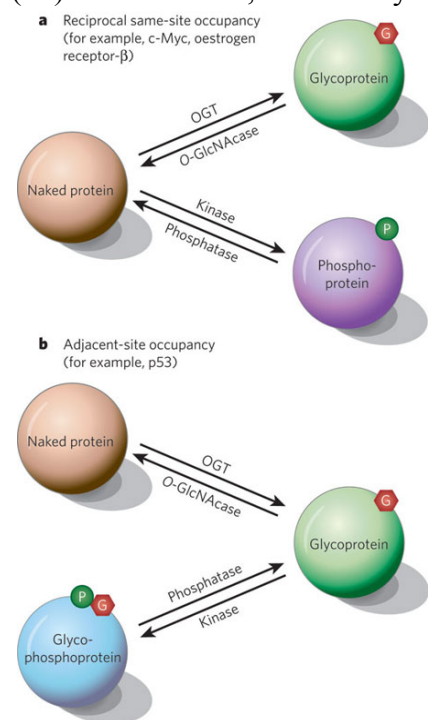 a Reciprocal same-site occupancy
(for example, c-Myc, oestrogen
receptor-β)
G
Glycoprotein
OGT
O-GlcNAcase
Naked protein
Kinase
Phosphatase
P
Phospho-
protein
b Adjacent-site occupancy
(for example, p53)
Naked protein
OGT
O-GlcNAcase
G
Glycoprotein
Phosphatase
Kinase
P
G
Glyco-
phosphoprotein